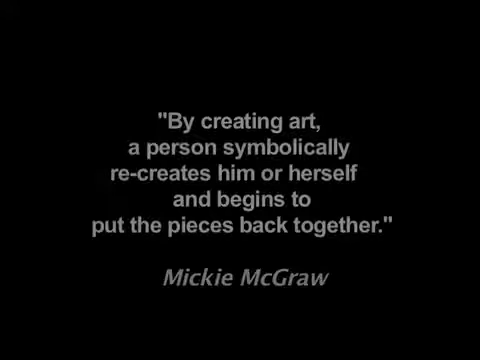 "By creating art,
a person symbolically
re-creates him or herself
and begins to
put the pieces back together."
Mickie McGraw